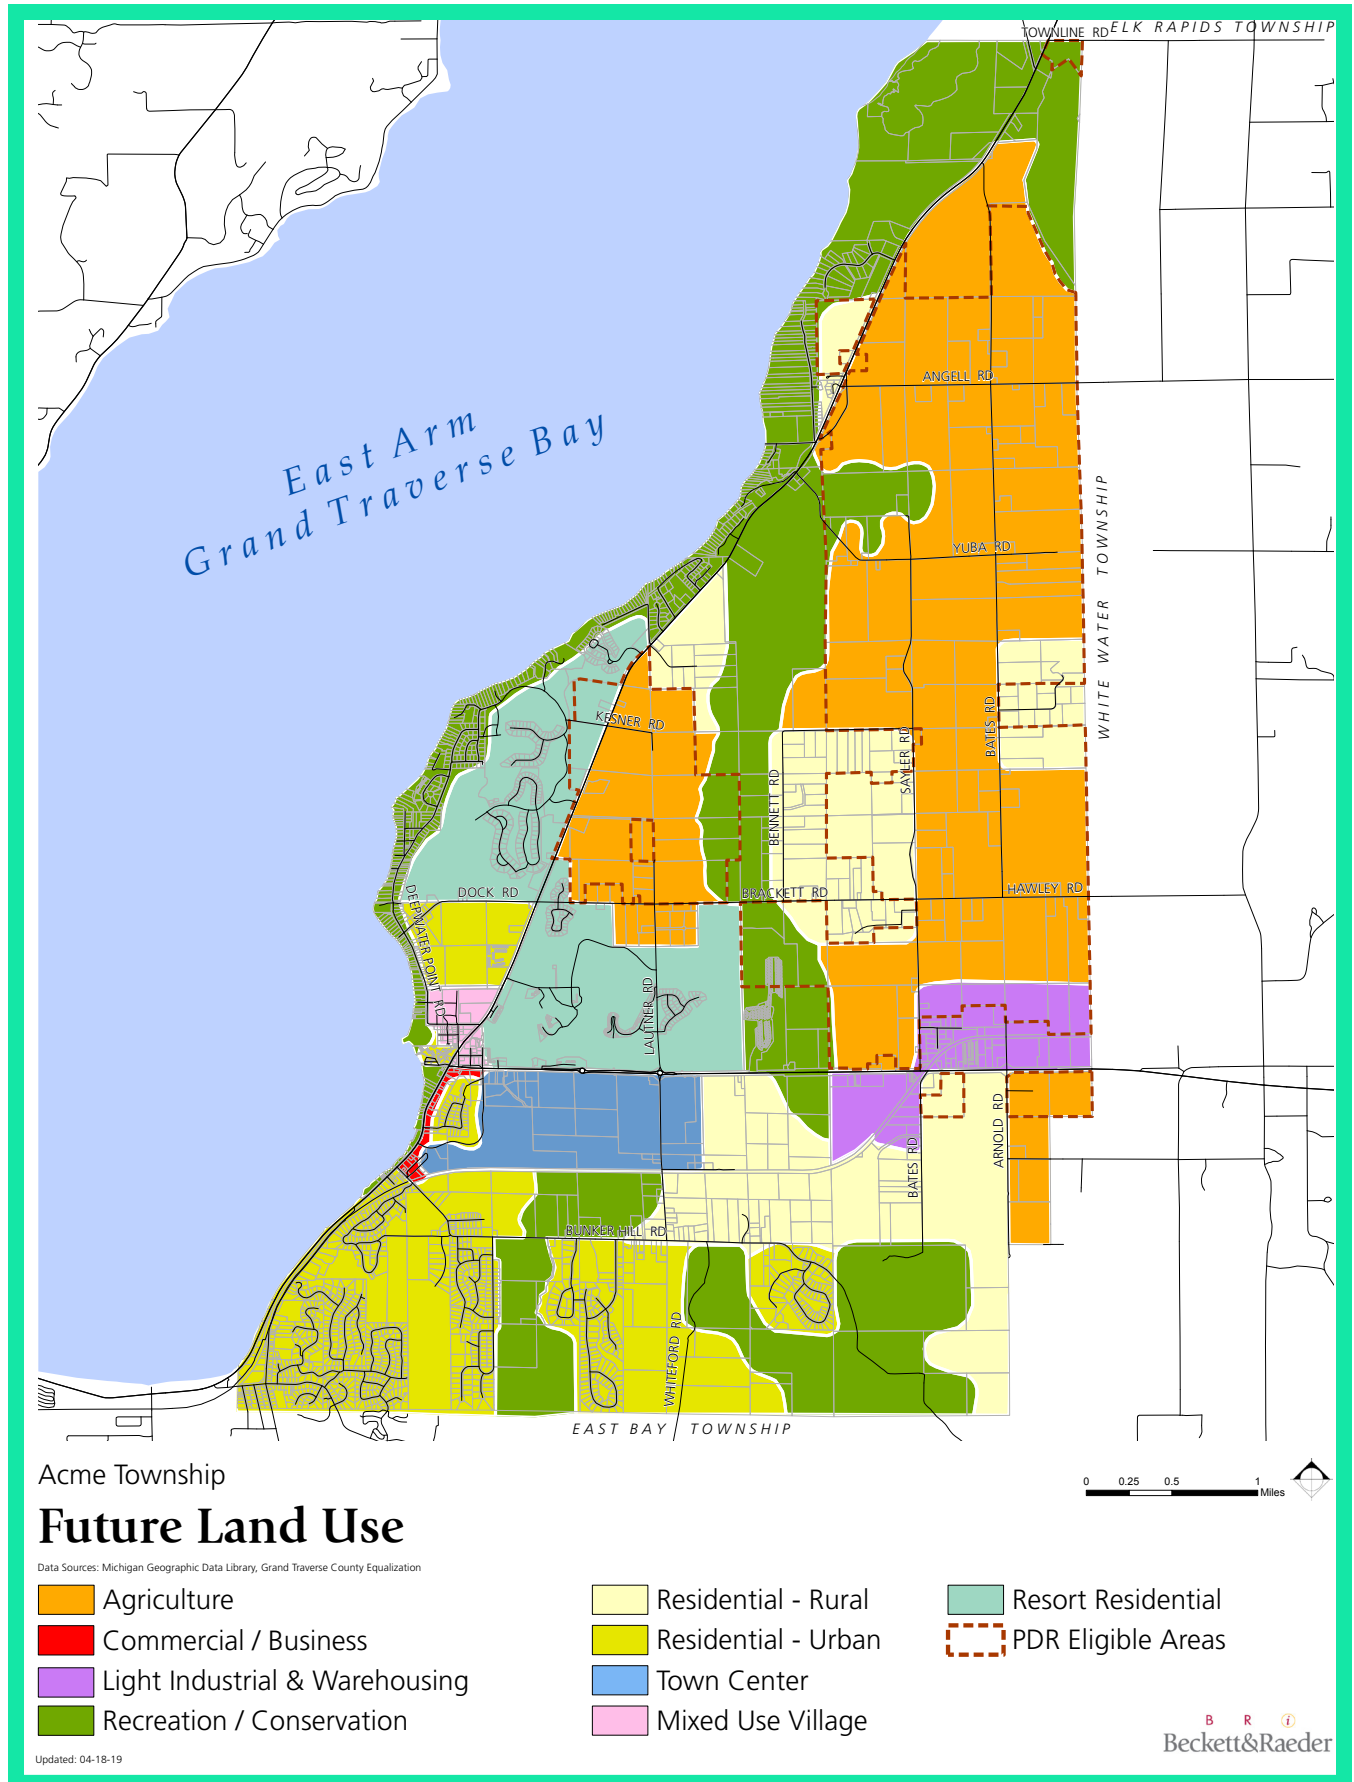 TOWNLINE RD
ELK RAPIDS TOWNSHIP
ANGELL RD
East Arm
Grand Traverse Bay
WHITE WATER TOWNSHIP
YUBA RD
KESNER RD
BATES RD
SAYLER RD
BENNETT RD
DOCK RD
BRACKETT RD
HAWLEY RD
DEEPWATER POINT RD
LAUTNER RD
ARNOLD RD
BATES RD
BUNKER HILL RD
WHITEFORD RD
EAST BAY TOWNSHIP
Acme Township
Future Land Use
0 0.25 0.5 1
Miles
Data Sources: Michigan Geographic Data Library, Grand Traverse County Equalization
Agriculture
Commercial / Business
Light Industrial & Warehousing
Recreation / Conservation
Residential - Rural
Residential - Urban
Town Center
Mixed Use Village
Resort Residential
PDR Eligible Areas
Updated: 04-18-19
B R i
Beckett&Raeder